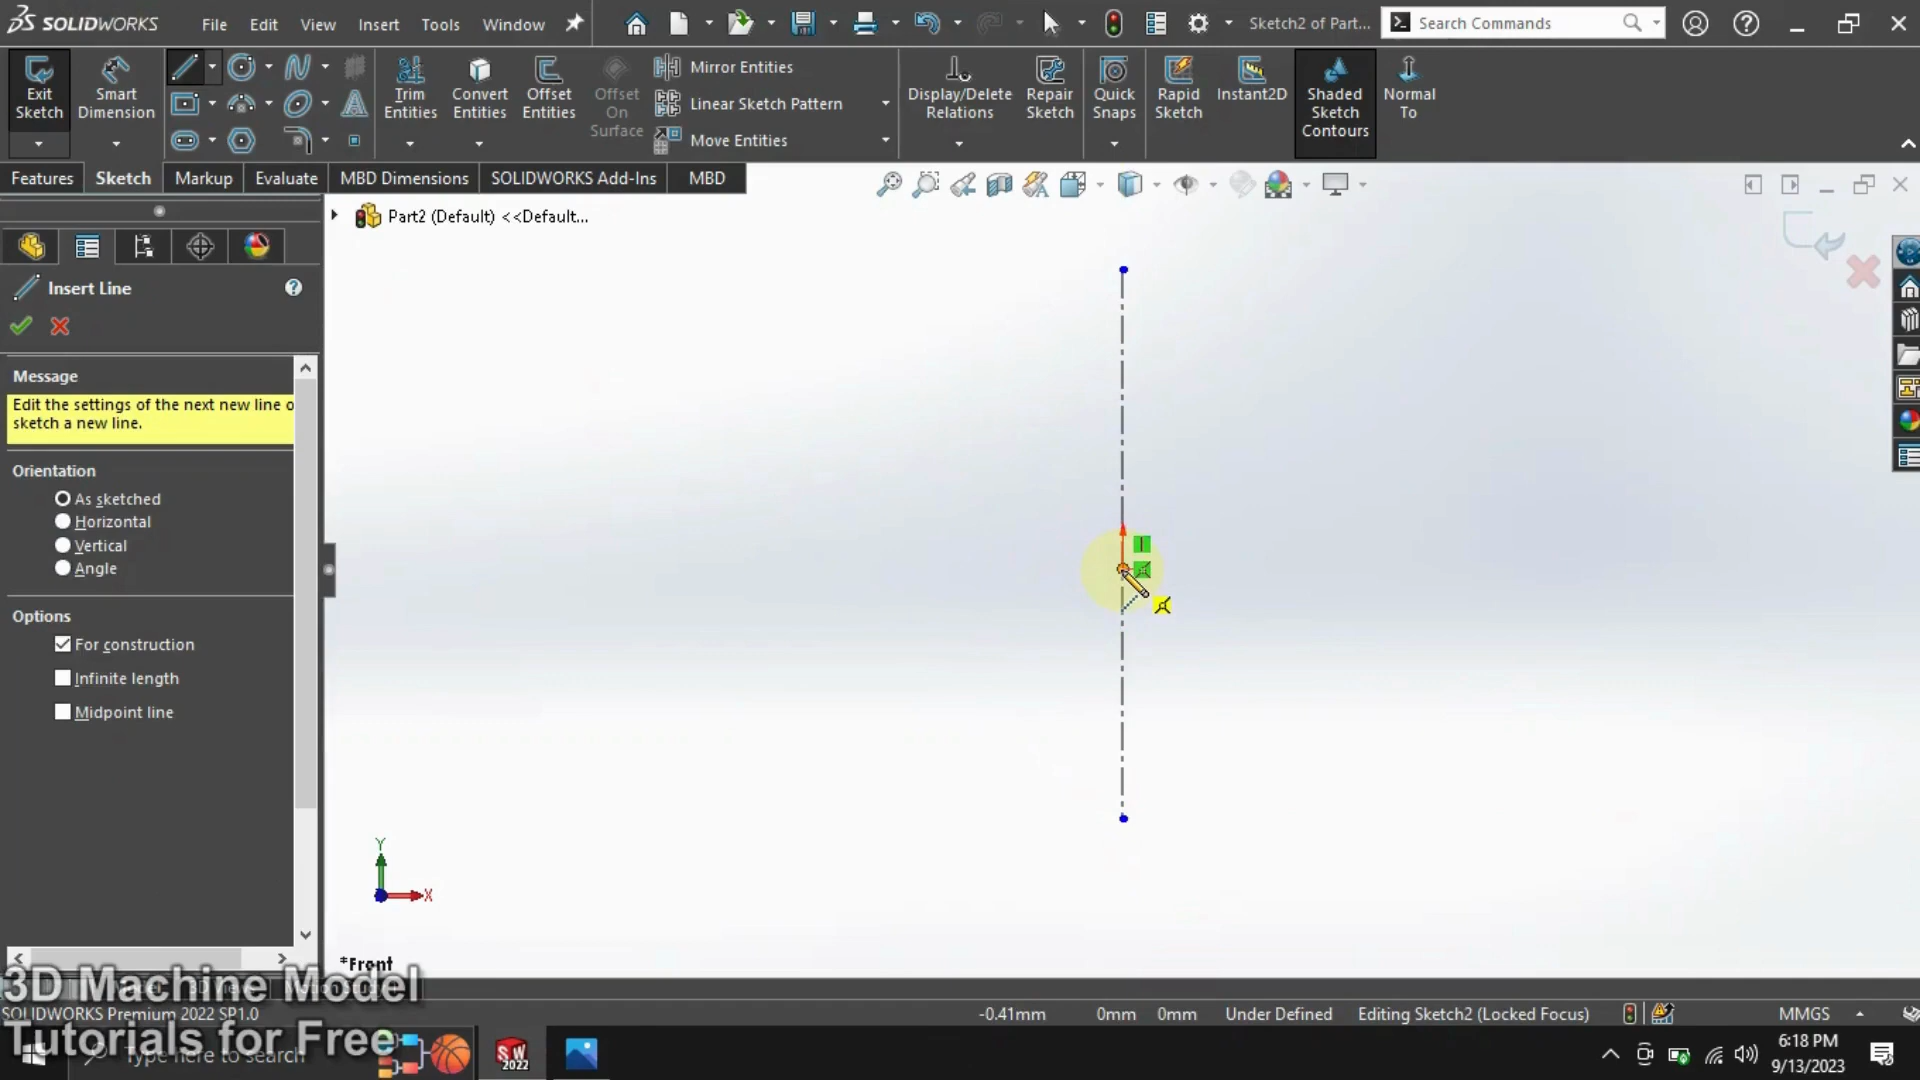 SOLIDWORKS File Edit View Insert Tools Window Sketch2 of Part... Search Commands
Exit Sketch
Smart Dimension
Trim Entities
Convert Entities
Offset Entities
Offset On Surface
Mirror Entities
Linear Sketch Pattern
Move Entities
Display/Delete Relations
Repair Sketch
Quick Snaps
Rapid Sketch
Instant2D
Shaded Sketch Contours
Normal To
Features Sketch Markup Evaluate MBD Dimensions SOLIDWORKS Add-Ins MBD
Part2 (Default) <<Default...
Insert Line
Message
Edit the settings of the next new line o
sketch a new line.
Orientation
As sketched
Horizontal
Vertical
Angle
Options
For construction
Infinite length
Midpoint line
Y
X
*Front
3D Machine Model
SOLIDWORKS Premium 2022 SP1.0 -0.41mm 0mm 0mm Under Defined Editing Sketch2 (Locked Focus) MMGS
Tutorials for Free
Type here to search
SW
2022
6:18 PM
9/13/2023